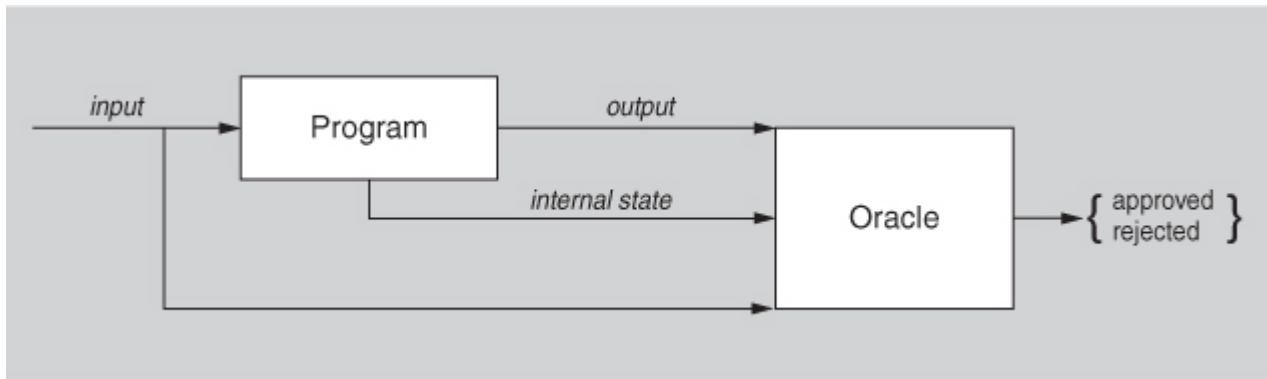 input
Program
output
internal state
Oracle
{ approved
rejected }